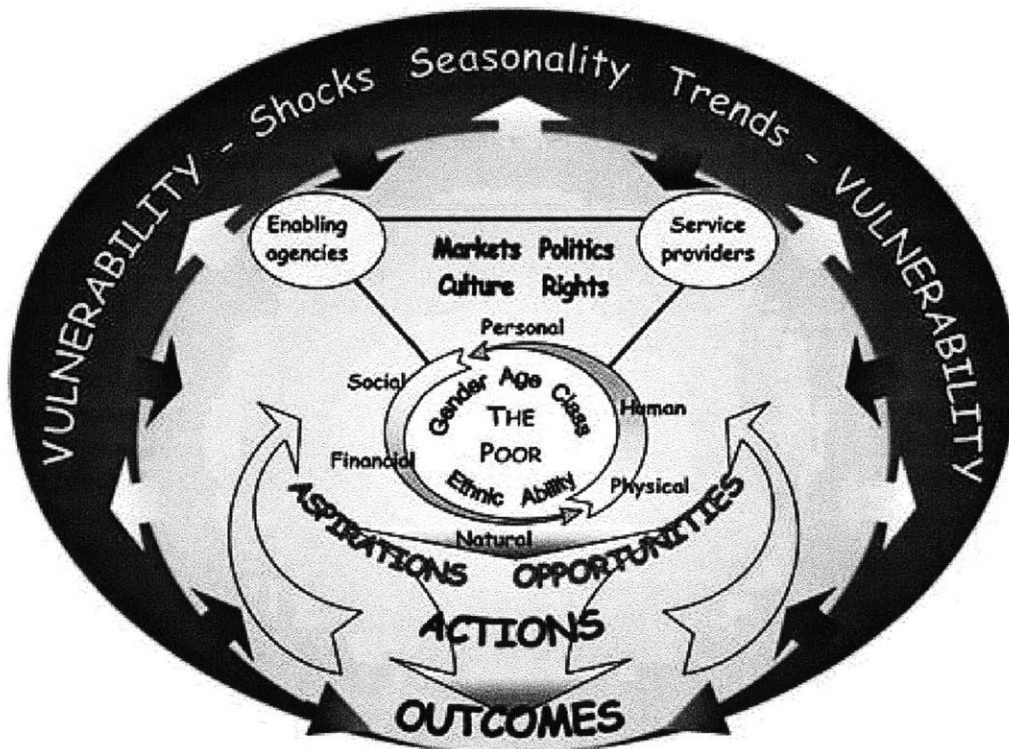 VULNERABILITY - Shocks Seasonality Trends - VULNERABILITY
Enabling
agencies
Service
providers
Markets Politics
Culture Rights
Personal
Social
Human
Financial
Physical
Natural
Gender Age Class
THE
POOR
Ethnic Ability
ASPIRATIONS OPPORTUNITIES
ACTIONS
OUTCOMES